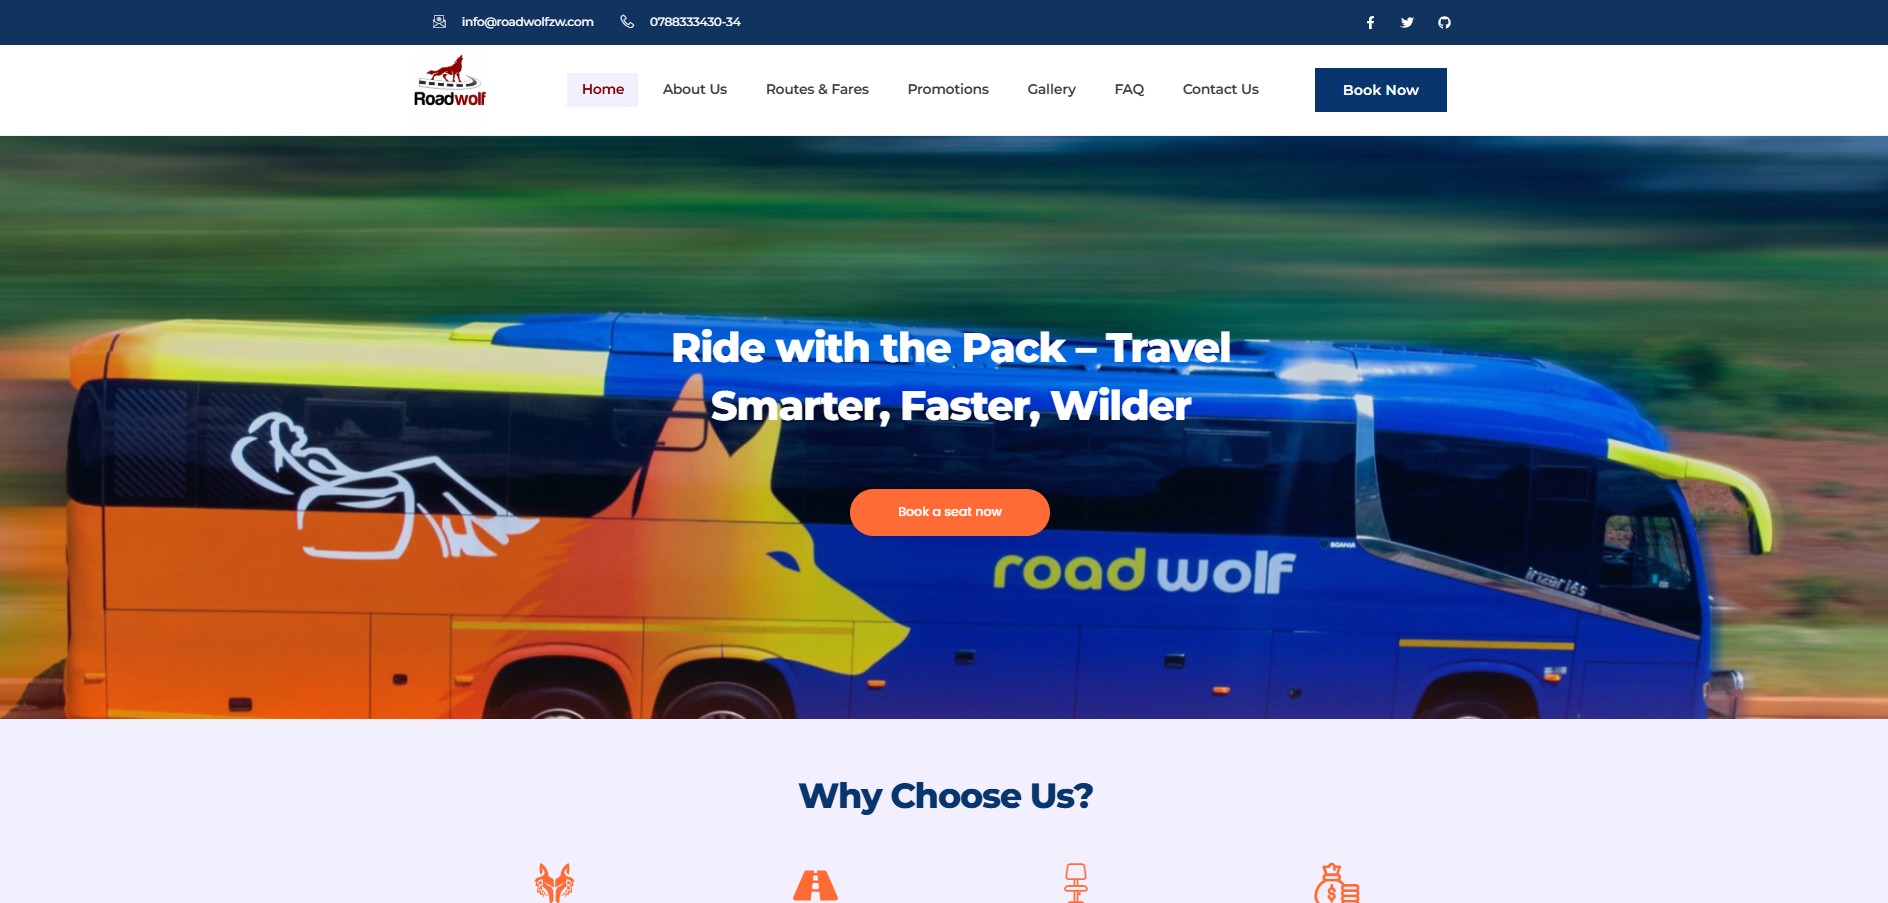 info@roadwolfzw.com
0788333430-34
Roadwolf
Home
About Us
Routes & Fares
Promotions
Gallery
FAQ
Contact Us
Book Now
Ride with the Pack – Travel
Smarter, Faster, Wilder
Book a seat now
SCANIA
road wolf
irizar i6s
Why Choose Us?